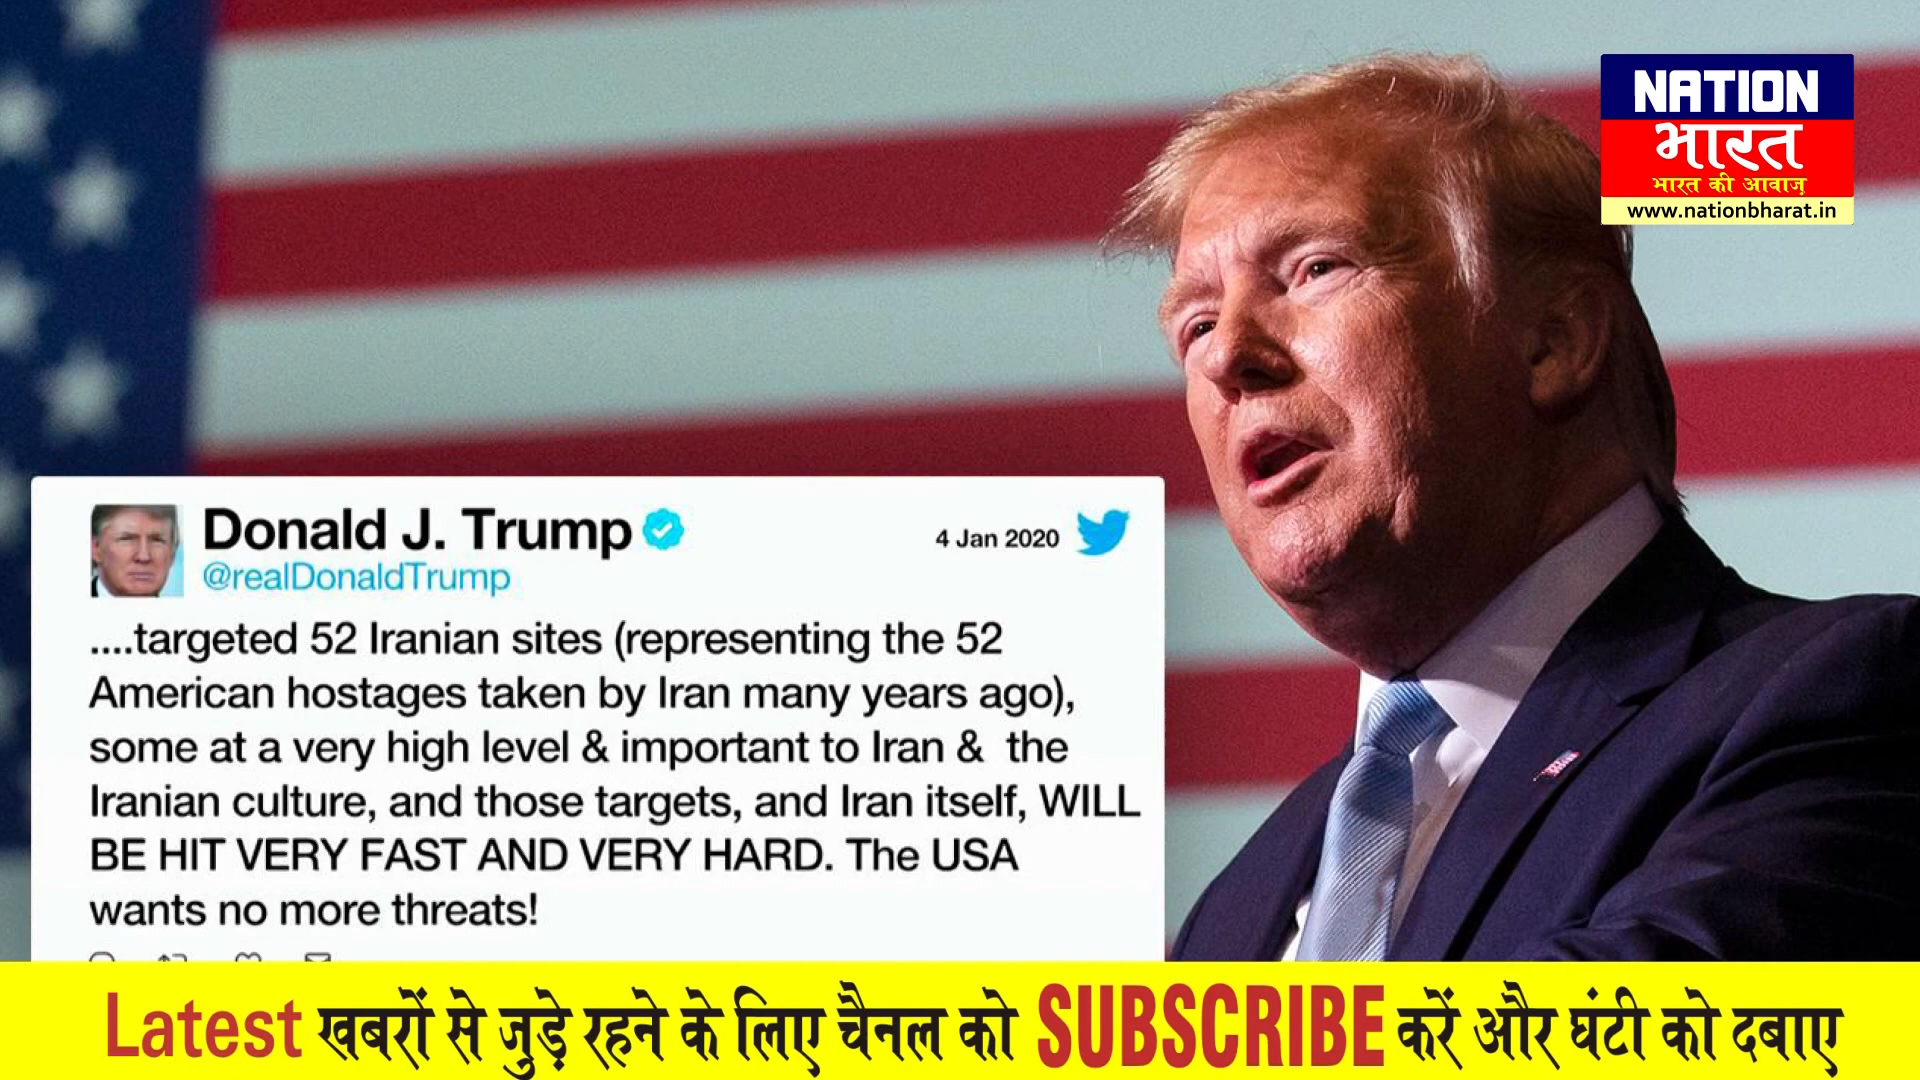 NATION
भारत
भारत की आवाज़
www.nationbharat.in
Donald J. Trump
4 Jan 2020
@realDonaldTrump
....targeted 52 Iranian sites (representing the 52
American hostages taken by Iran many years ago),
some at a very high level & important to Iran &  the
Iranian culture, and those targets, and Iran itself, WILL
BE HIT VERY FAST AND VERY HARD. The USA
wants no more threats!
Latest खबरों से जुड़े रहने के लिए चैनल को SUBSCRIBE करें और घंटी को दबाए